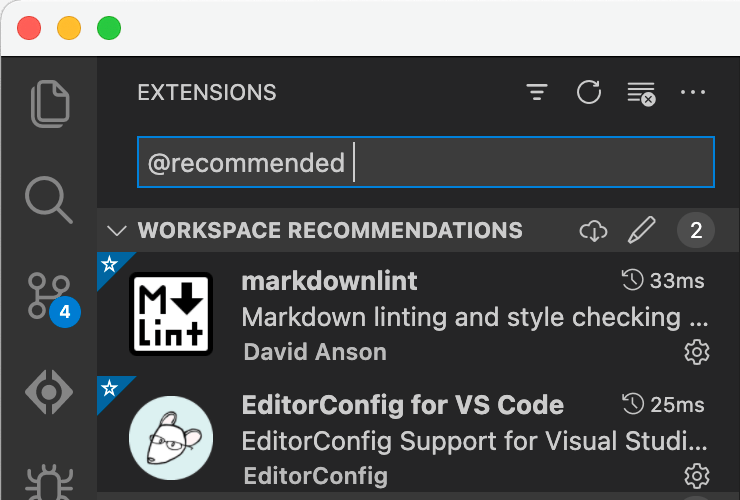 EXTENSIONS
@recommended
WORKSPACE RECOMMENDATIONS 2
markdownlint 33ms
M Lint
Markdown linting and style checking ...
David Anson
4
EditorConfig for VS Code 25ms
EditorConfig Support for Visual Studi...
EditorConfig